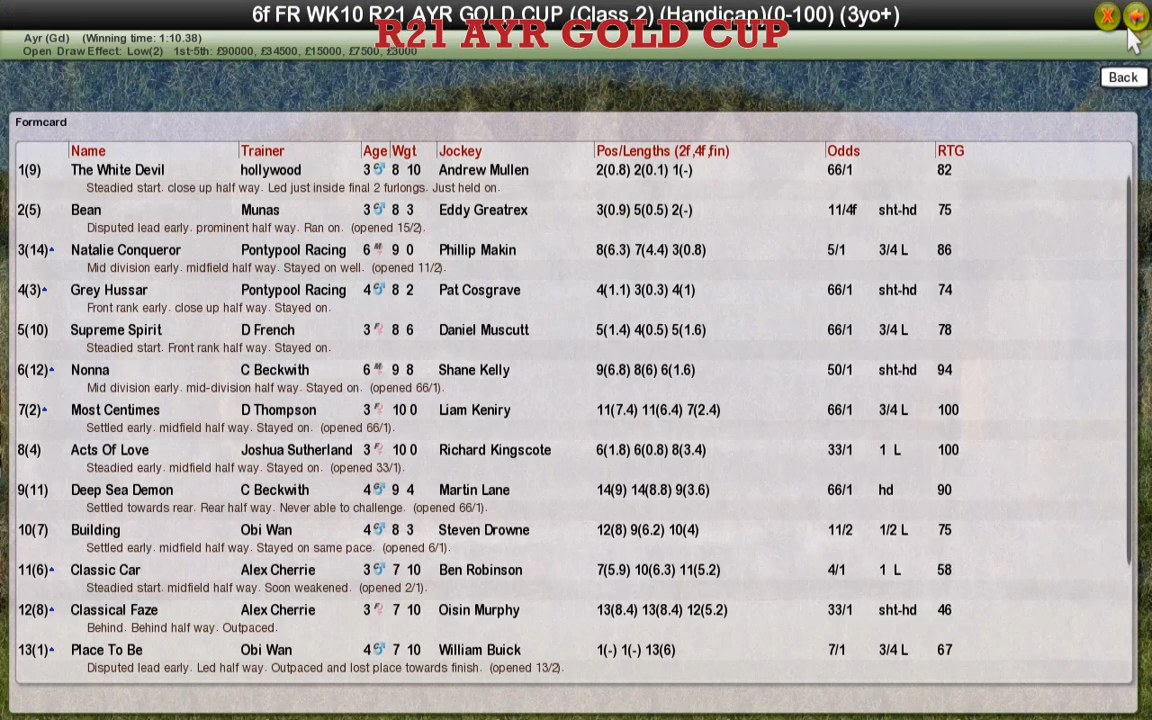 6f FR WK10 R21 AYR GOLD CUP (Class 2) (Handicap)(0-100) (3yo+)
R21 AYR GOLD CUP
Ayr (Gd) (Winning time: 1:10.38)
Open Draw Effect: Low(2) 1st-5th: £90000, £34500, £15000, £7500, £3000
Back
Formcard
Name Trainer Age Wgt Jockey Pos/Lengths (2f,4f,fin) Odds RTG
1(9) The White Devil hollywood 3 8 10 Andrew Mullen 2(0.8) 2(0.1) 1(-) 66/1 82
Steadied start. close up half way. Led just inside final 2 furlongs. Just held on.
2(5) Bean Munas 3 8 3 Eddy Greatrex 3(0.9) 5(0.5) 2(-) 11/4f sht-hd 75
Disputed lead early. prominent half way. Ran on. (opened 15/2).
3(14) Natalie Conqueror Pontypool Racing 6 9 0 Phillip Makin 8(6.3) 7(4.4) 3(0.8) 5/1 3/4 L 86
Mid division early. midfield half way. Stayed on well. (opened 11/2).
4(3) Grey Hussar Pontypool Racing 4 8 2 Pat Cosgrave 4(1.1) 3(0.3) 4(1) 66/1 sht-hd 74
Front rank early. close up half way. Stayed on.
5(10) Supreme Spirit D French 3 8 6 Daniel Muscutt 5(1.4) 4(0.5) 5(1.6) 66/1 3/4 L 78
Steadied start. Front rank half way. Stayed on.
6(12) Nonna C Beckwith 6 9 8 Shane Kelly 9(6.8) 8(6) 6(1.6) 50/1 sht-hd 94
Mid division early. mid-division half way. Stayed on. (opened 66/1).
7(2) Most Centimes D Thompson 3 10 0 Liam Keniry 11(7.4) 11(6.4) 7(2.4) 66/1 3/4 L 100
Settled early. midfield half way. Stayed on. (opened 66/1).
8(4) Acts Of Love Joshua Sutherland 3 10 0 Richard Kingscote 6(1.8) 6(0.8) 8(3.4) 33/1 1 L 100
Steadied early. midfield half way. Stayed on. (opened 33/1).
9(11) Deep Sea Demon C Beckwith 4 9 4 Martin Lane 14(9) 14(8.8) 9(3.6) 66/1 hd 90
Settled towards rear. Rear half way. Never able to challenge. (opened 66/1).
10(7) Building Obi Wan 4 8 3 Steven Drowne 12(8) 9(6.2) 10(4) 11/2 1/2 L 75
Settled early. midfield half way. Stayed on same pace. (opened 6/1).
11(6) Classic Car Alex Cherrie 3 7 10 Ben Robinson 7(5.9) 10(6.3) 11(5.2) 4/1 1 L 58
Steadied start. midfield half way. Soon weakened. (opened 2/1).
12(8) Classical Faze Alex Cherrie 3 7 10 Oisin Murphy 13(8.4) 13(8.4) 12(5.2) 33/1 sht-hd 46
Behind. Behind half way. Outpaced.
13(1) Place To Be Obi Wan 4 7 10 William Buick 1(-) 1(-) 13(6) 7/1 3/4 L 67
Disputed lead early. Led half way. Outpaced and lost place towards finish. (opened 13/2).